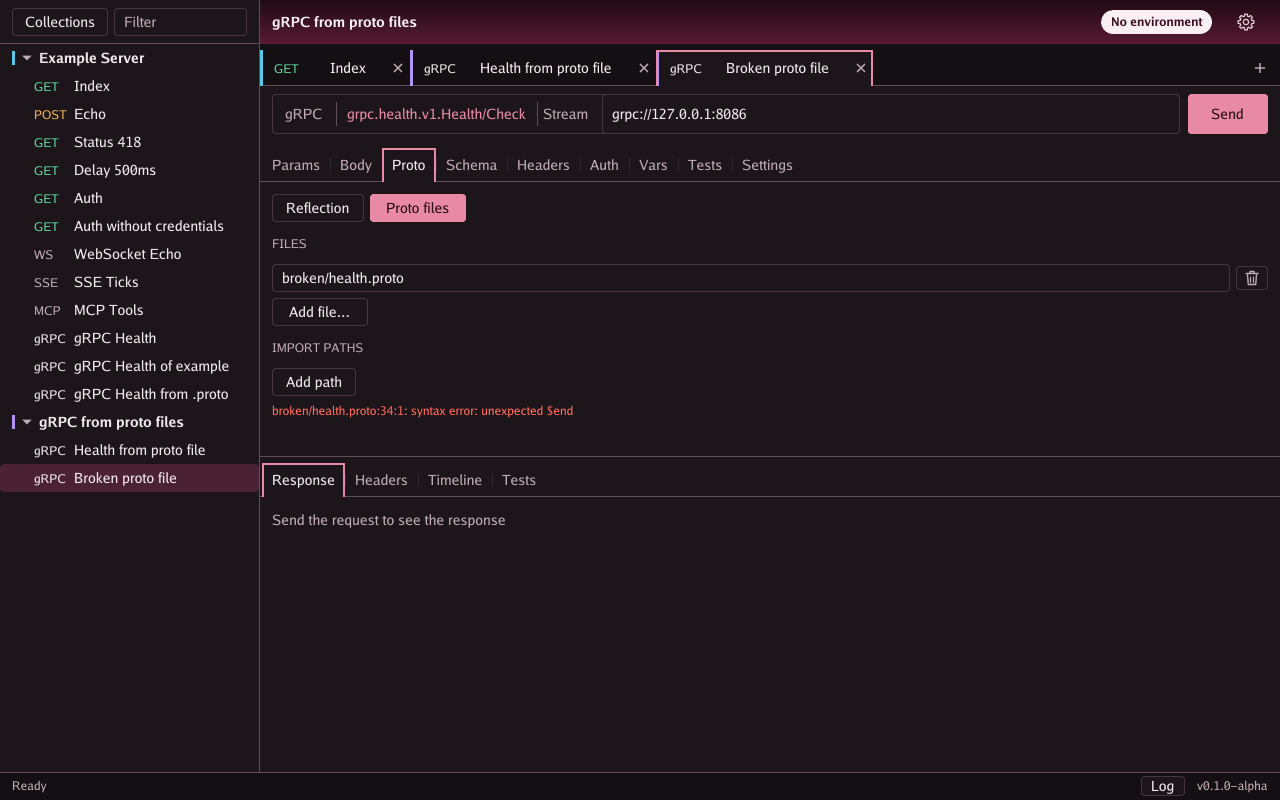 Collections
Filter
gRPC from proto files
No environment
Example Server
GET Index
POST Echo
GET Status 418
GET Delay 500ms
GET Auth
GET Auth without credentials
WS WebSocket Echo
SSE SSE Ticks
MCP MCP Tools
gRPC gRPC Health
gRPC gRPC Health of example
gRPC gRPC Health from .proto
gRPC from proto files
gRPC Health from proto file
gRPC Broken proto file
GET Index
gRPC Health from proto file
gRPC Broken proto file
gRPC grpc.health.v1.Health/Check Stream grpc://127.0.0.1:8086 Send
Params Body Proto Schema Headers Auth Vars Tests Settings
Reflection Proto files
FILES
broken/health.proto
Add file...
IMPORT PATHS
Add path
broken/health.proto:34:1: syntax error: unexpected $end
Response Headers Timeline Tests
Send the request to see the response
Ready
Log v0.1.0-alpha